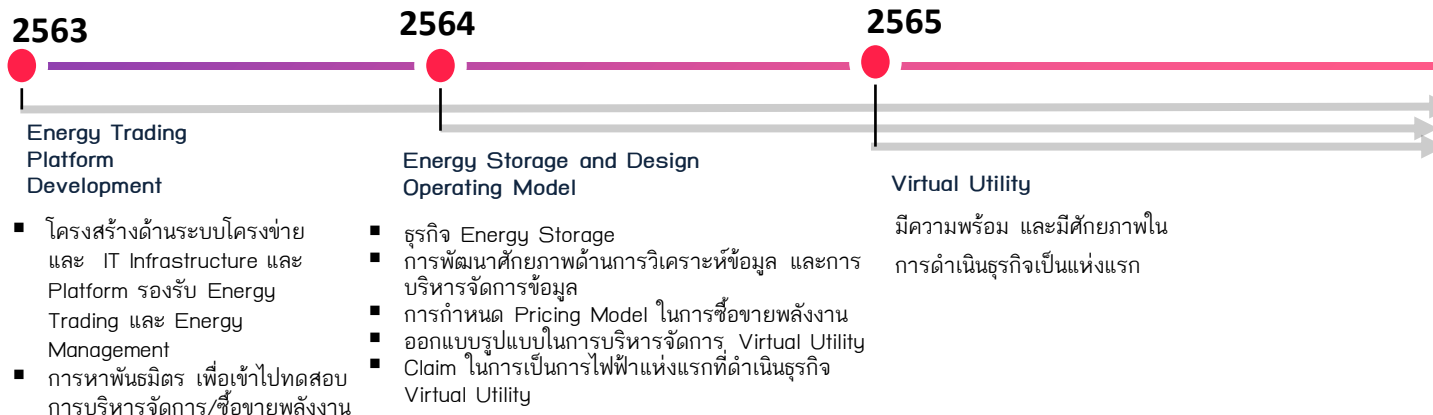 2563
Energy Trading
Platform
Development
▪ โครงสร้างด้านระบบโครงข่าย
และ IT Infrastructure และ
Platform รองรับ Energy
Trading และ Energy
Management
▪ การหาพันธมิตร เพื่อเข้าไปทดสอบ
การบริหารจัดการ/ซื้อขายพลังงาน
2564
Energy Storage and Design
Operating Model
▪ ธุรกิจ Energy Storage
▪ การพัฒนาศักยภาพด้านการวิเคราะห์ข้อมูล และการ
บริหารจัดการข้อมูล
▪ การกำหนด Pricing Model ในการซื้อขายพลังงาน
▪ ออกแบบรูปแบบในการบริหารจัดการ Virtual Utility
▪ Claim ในการเป็นการไฟฟ้าแห่งแรกที่ดำเนินธุรกิจ
Virtual Utility
2565
Virtual Utility
มีความพร้อม และมีศักยภาพใน
การดำเนินธุรกิจเป็นแห่งแรก